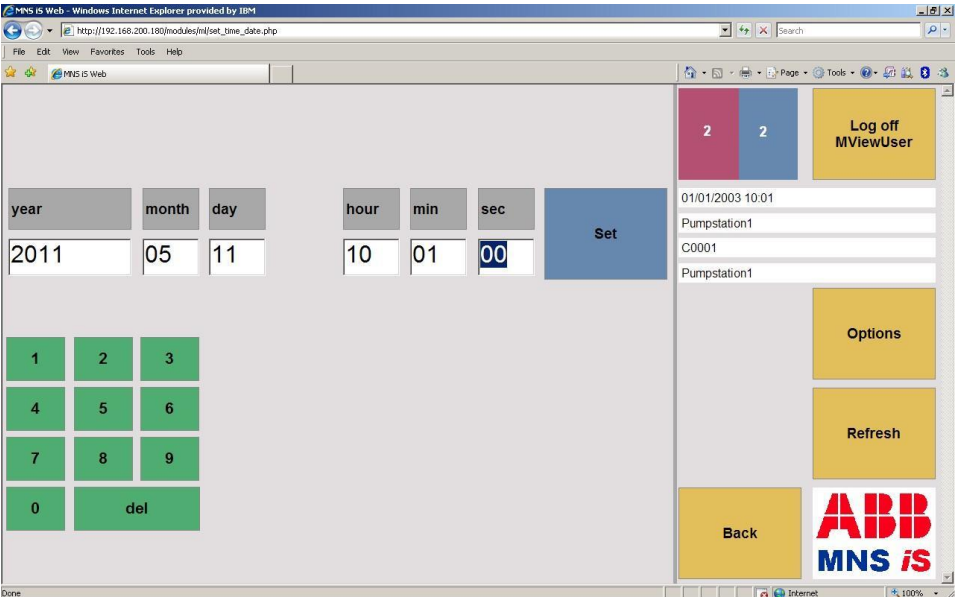 MNS iS Web - Windows Internet Explorer provided by IBM
http://192.168.200.180/modules/ml/set_time_date.php
Search
File Edit View Favorites Tools Help
MNS iS Web
Page Tools
2 2
Log off
MViewUser
year month day hour min sec
Set
2011 05 11 10 01 00
01/01/2003 10:01
Pumpstation1
C0001
Pumpstation1
Options
1 2 3
4 5 6
Refresh
7 8 9
0 del
Back
ABB
MNS iS
Done
Internet
100%